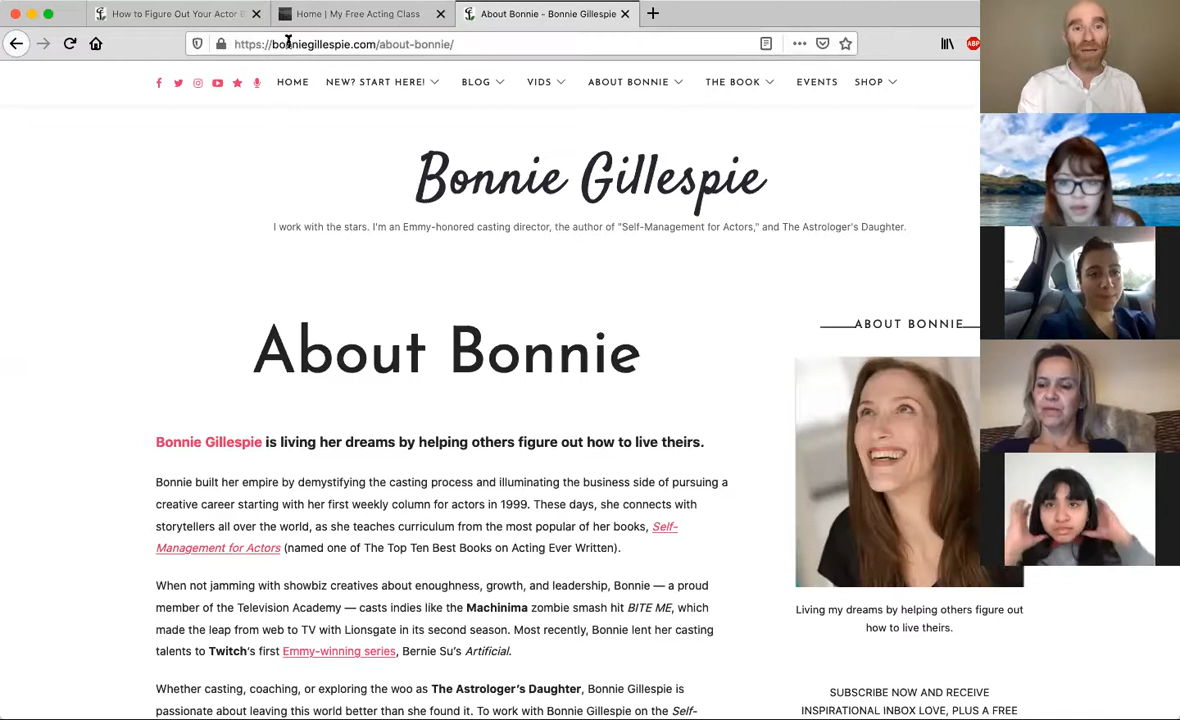 How to Figure Out Your Actor B
Home | My Free Acting Class
About Bonnie - Bonnie Gillespie
https://bonniegillespie.com/about-bonnie/
ABP
HOME
NEW? START HERE!
BLOG
VIDS
ABOUT BONNIE
THE BOOK
EVENTS
SHOP
Bonnie Gillespie
I work with the stars. I'm an Emmy-honored casting director, the author of "Self-Management for Actors," and The Astrologer's Daughter.
About Bonnie
Bonnie Gillespie is living her dreams by helping others figure out how to live theirs.
Bonnie built her empire by demystifying the casting process and illuminating the business side of pursuing a
creative career starting with her first weekly column for actors in 1999. These days, she connects with
storytellers all over the world, as she teaches curriculum from the most popular of her books, Self-
Management for Actors (named one of The Top Ten Best Books on Acting Ever Written).
When not jamming with showbiz creatives about enoughness, growth, and leadership, Bonnie — a proud
member of the Television Academy — casts indies like the Machinima zombie smash hit BITE ME, which
made the leap from web to TV with Lionsgate in its second season. Most recently, Bonnie lent her casting
talents to Twitch's first Emmy-winning series, Bernie Su's Artificial.
Whether casting, coaching, or exploring the woo as The Astrologer's Daughter, Bonnie Gillespie is
passionate about leaving this world better than she found it. To work with Bonnie Gillespie on the Self-
ABOUT BONNIE
Living my dreams by helping others figure out
how to live theirs.
SUBSCRIBE NOW AND RECEIVE
INSPIRATIONAL INBOX LOVE, PLUS A FREE